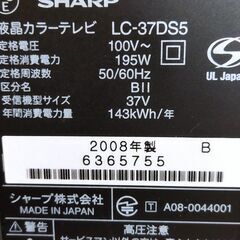 E
SHARP
液晶カラーテレビ LC-37DS5
定格電圧 100V~
定格消費電力 195W
定格周波数 50/60Hz
区分名 BII
受信機型サイズ 37V
年間消費電力量 143kWh/年
UL Japan
2008年製 B
6365755
シャープ株式会社
MADE IN JAPAN
T A08-0044001
高圧注意